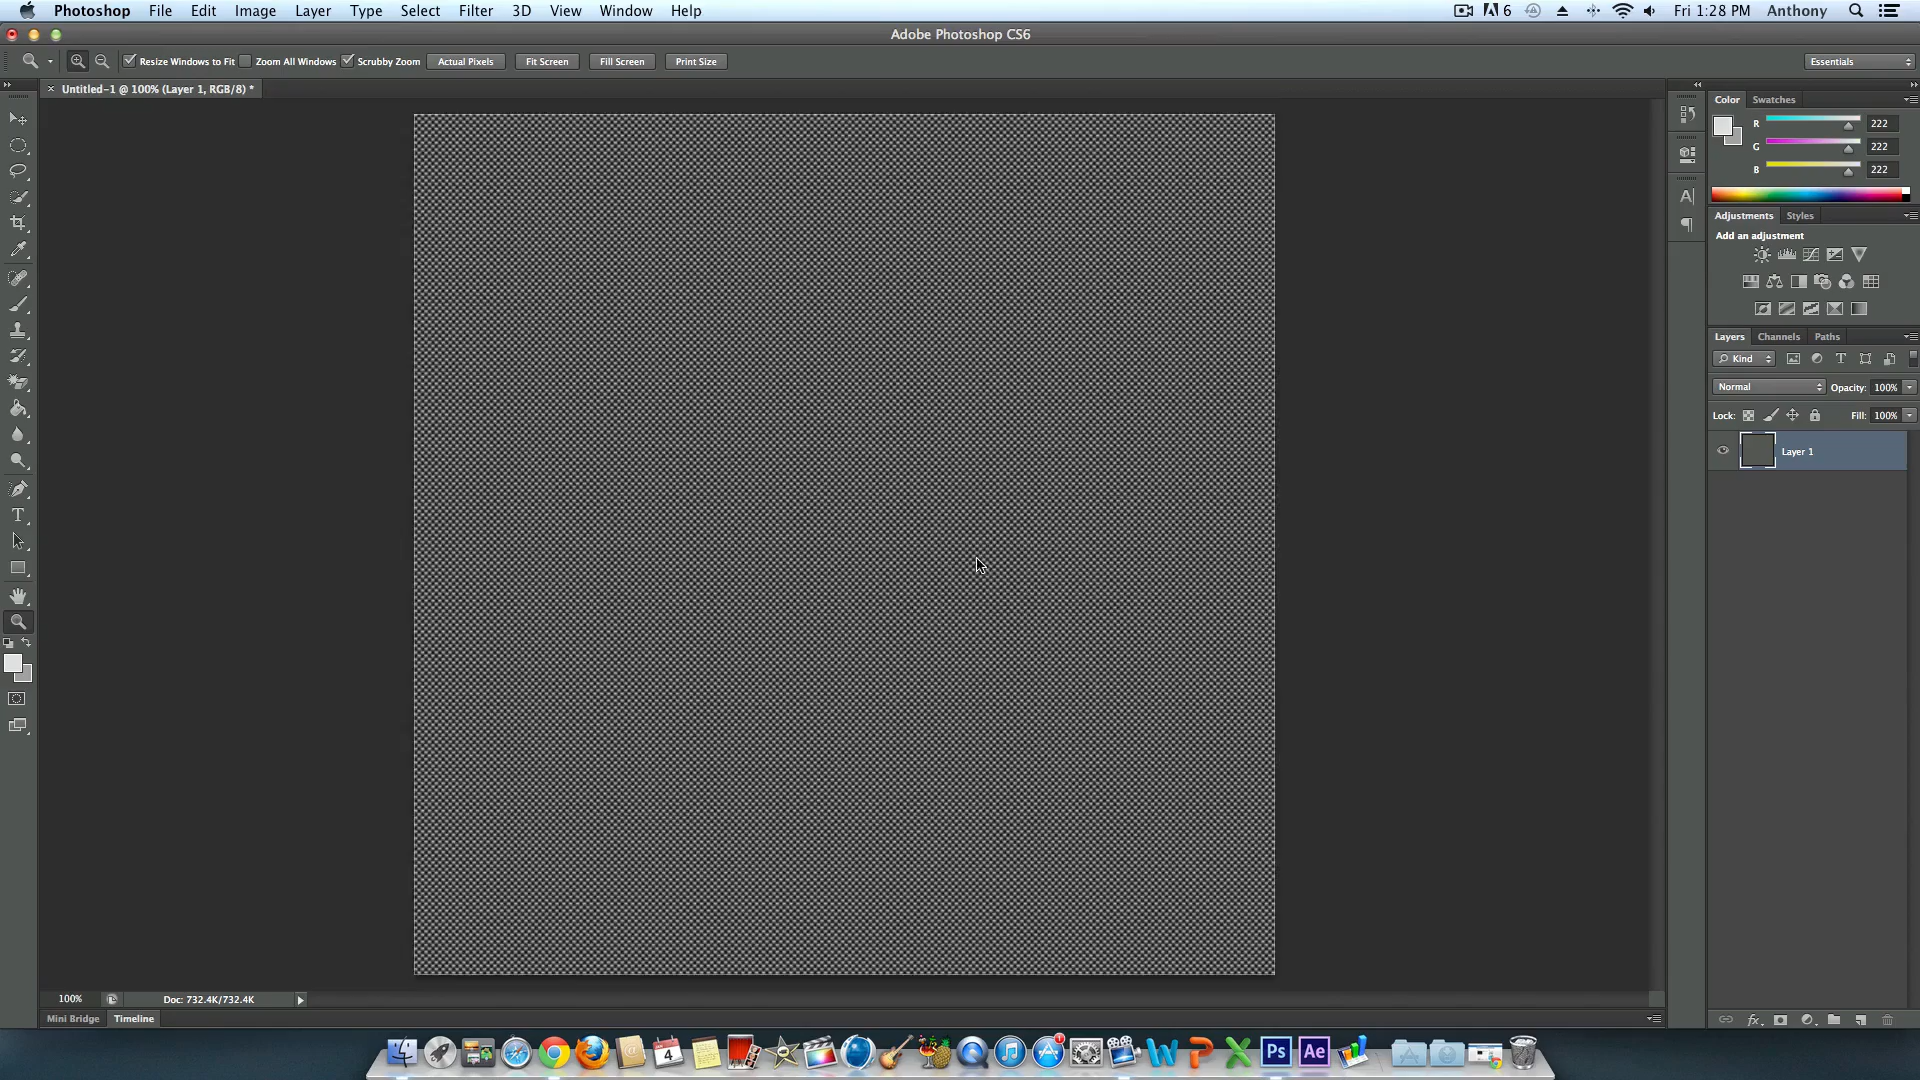 Photoshop File Edit Image Layer Type Select Filter 3D View Window Help 6 Fri 1:28 PM Anthony
Adobe Photoshop CS6
Resize Windows to Fit Zoom All Windows Scrubby Zoom Actual Pixels Fit Screen Fill Screen Print Size Essentials
× Untitled-1 @ 100% (Layer 1, RGB/8) *
Color Swatches
R 222
G 222
B 222
Adjustments Styles
Add an adjustment
Layers Channels Paths
Kind
Normal Opacity: 100%
Lock: Fill: 100%
Layer 1
100% Doc: 732.4K/732.4K
Mini Bridge Timeline
fx
4
Ps Ae